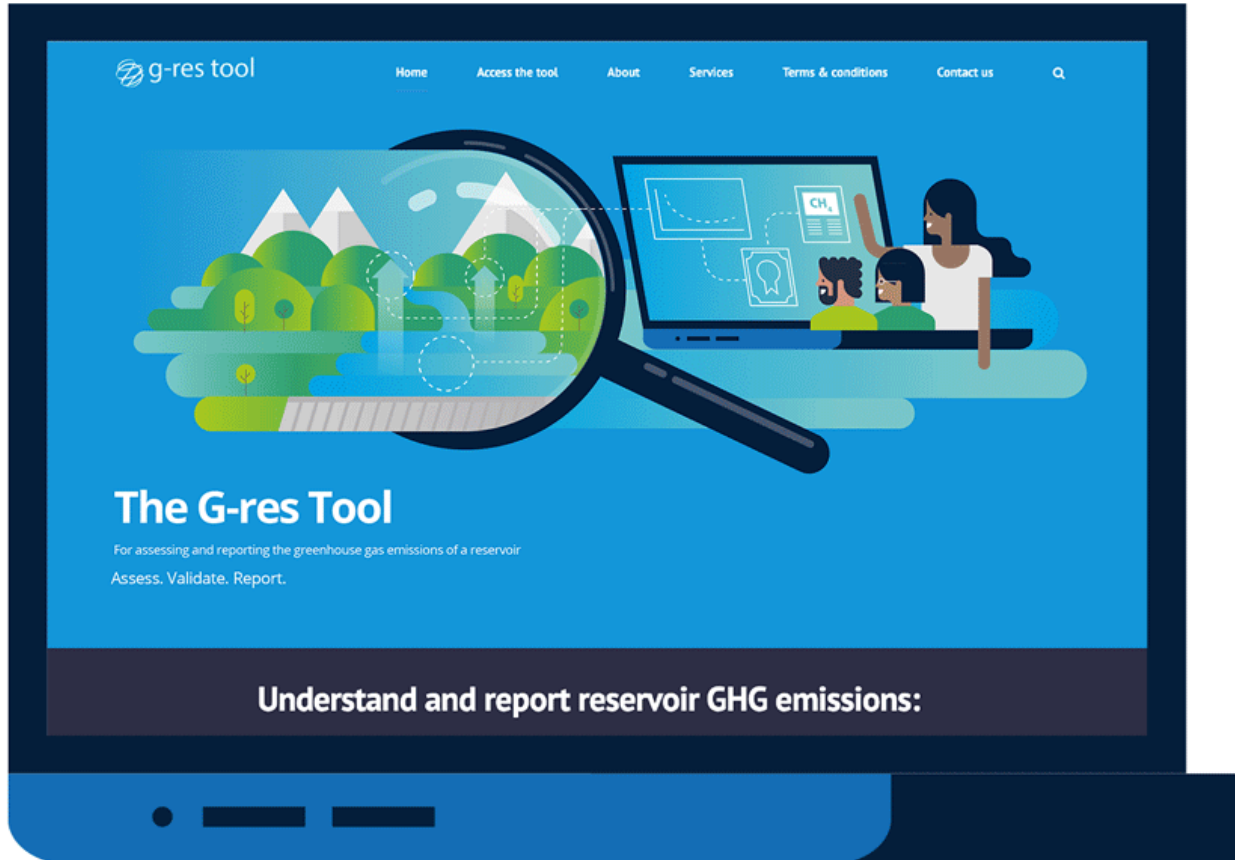 g-res tool
Home Access the tool About Services Terms & conditions Contact us
CH₄
The G-res Tool
For assessing and reporting the greenhouse gas emissions of a reservoir
Assess. Validate. Report.
Understand and report reservoir GHG emissions: